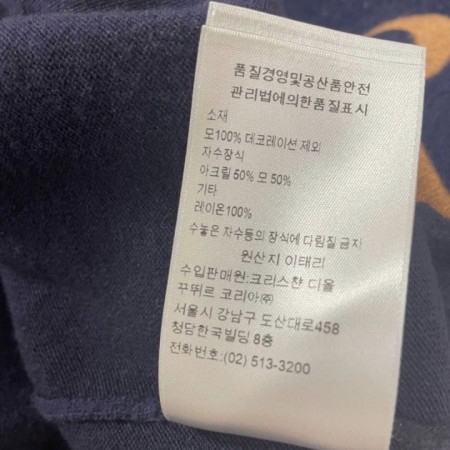 품질경영및공산품안전
관리법에의한품질표시
소재
모100% 데코레이션 제외
자수장식
아크릴 50% 모 50%
기타
레이온100%
수놓은 자수등의 장식에 다림질 금지
원산지 이태리
수입판매원:크리스챤 디올
꾸뛰르 코리아㈜
서울시 강남구 도산대로458
청담한국빌딩 8층
전화번호:(02) 513-3200